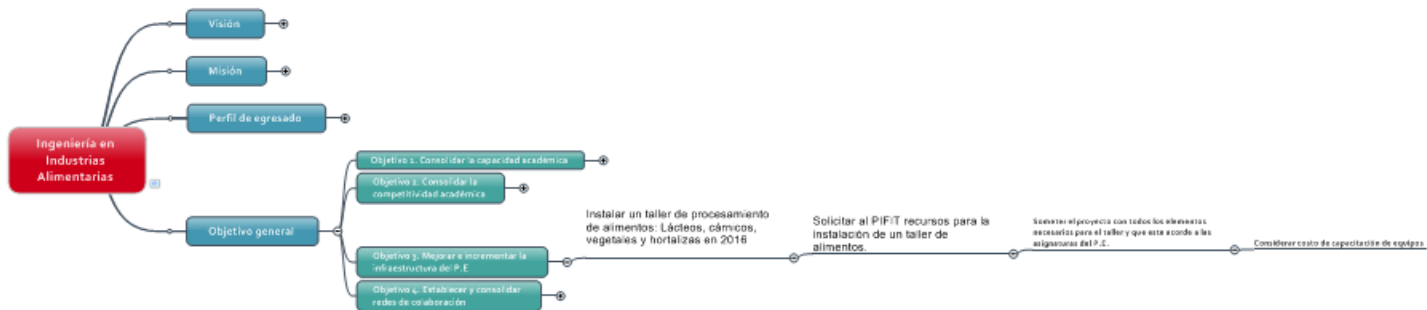 Visión
Misión
Perfil de egresado
Ingeniería en
Industrias
Alimentarias
Objetivo general
Objetivo 1. Consolidar la capacidad académica
Objetivo 2. Consolidar la
competitividad académica
Objetivo 3. Mejorar e incrementar la
infraestructura del P.E
Objetivo 4. Establecer y consolidar
redes de colaboración
Instalar un taller de procesamiento
de alimentos: Lácteos, cárnicos,
vegetales y hortalizas en 2016
Solicitar al PIFIT recursos para la
instalación de un taller de
alimentos.
Someter el proyecto con todos los elementos
necesarios para el taller y que este acorde a las
asignaturas del P.E.
Considerar costo de capacitación de equipos